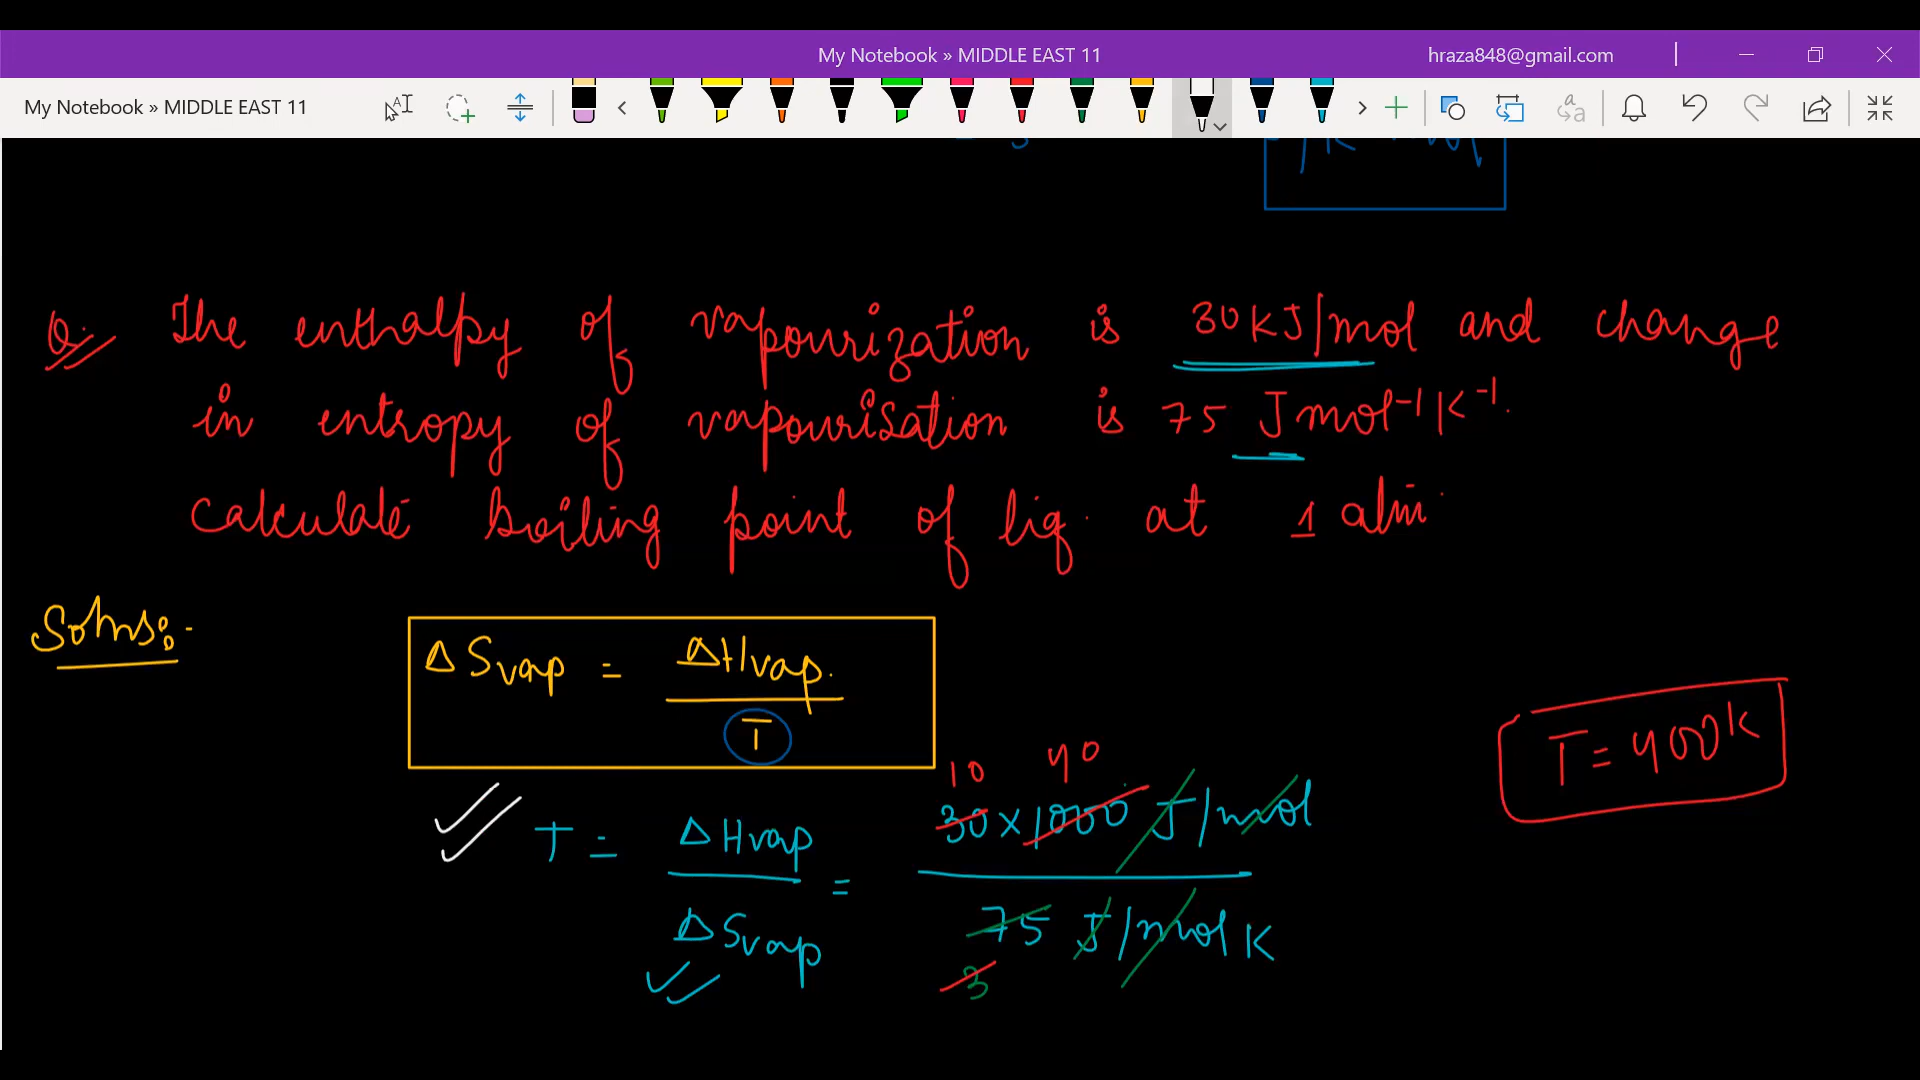 My Notebook » MIDDLE EAST 11
hraza848@gmail.com
My Notebook » MIDDLE EAST 11
Q:
The enthalpy of vapourization is 30KJ/mol and change
in entropy of vapourisation is 75 J mol⁻¹ K⁻¹.
Calculate boiling point of liq. at 1 atm.
Solns:-
ΔSvap = ΔHvap. / T
10 40
T = ΔHvap / ΔSvap = 30 x 1000 J/mol / 75 J/mol K
3
T = 400K